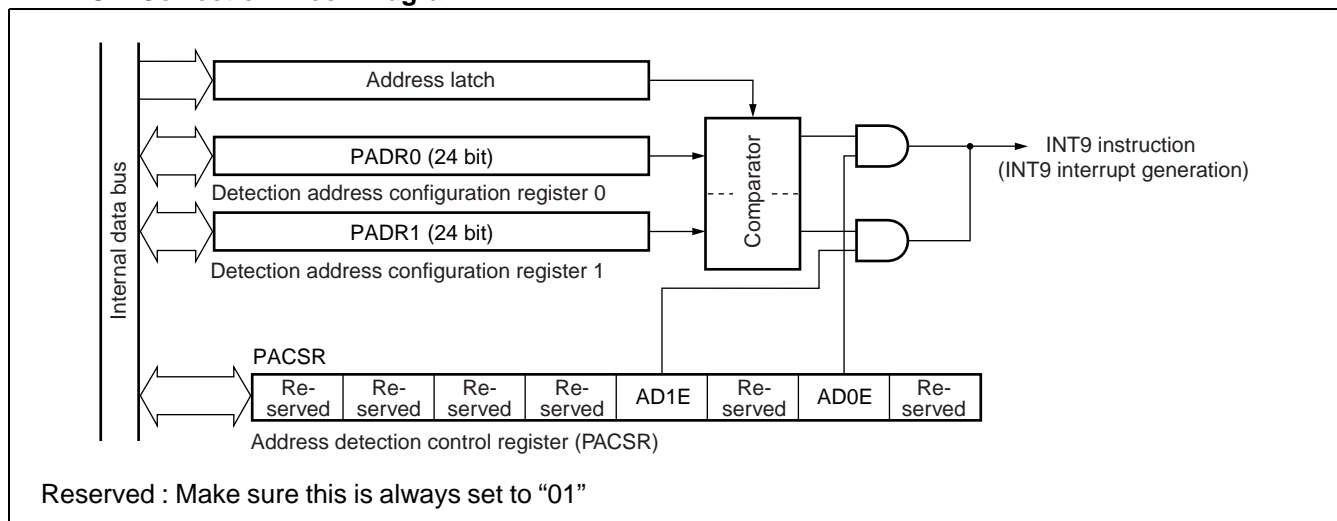 Internal data bus
Address latch
PADR0 (24 bit)
Detection address configuration register 0
PADR1 (24 bit)
Detection address configuration register 1
Comparator
INT9 instruction
(INT9 interrupt generation)
PACSR
Re-
served
Re-
served
Re-
served
Re-
served
AD1E
Re-
served
AD0E
Re-
served
Address detection control register (PACSR)
Reserved : Make sure this is always set to “01”